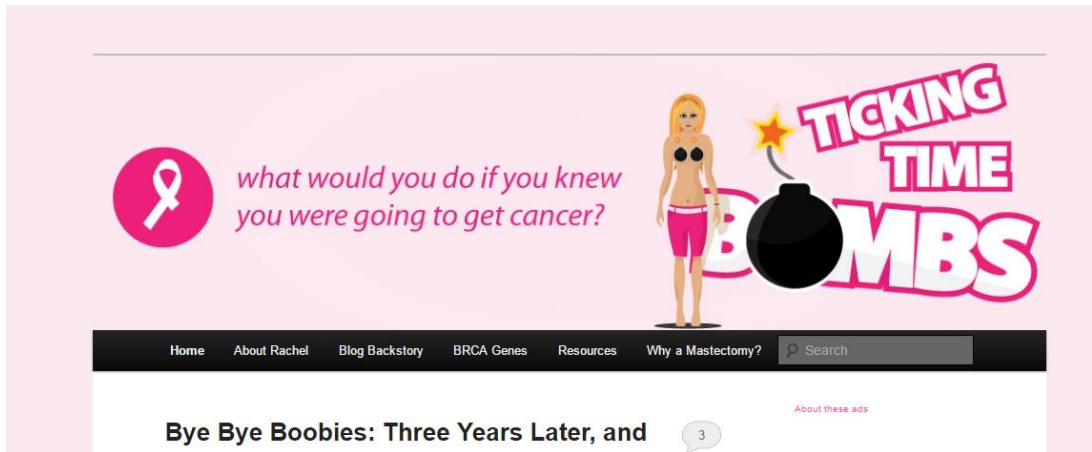 what would you do if you knew
you were going to get cancer?
TICKING
TIME
BOMBS
Home About Rachel Blog Backstory BRCA Genes Resources Why a Mastectomy? Search
About these ads
Bye Bye Boobies: Three Years Later, and
3